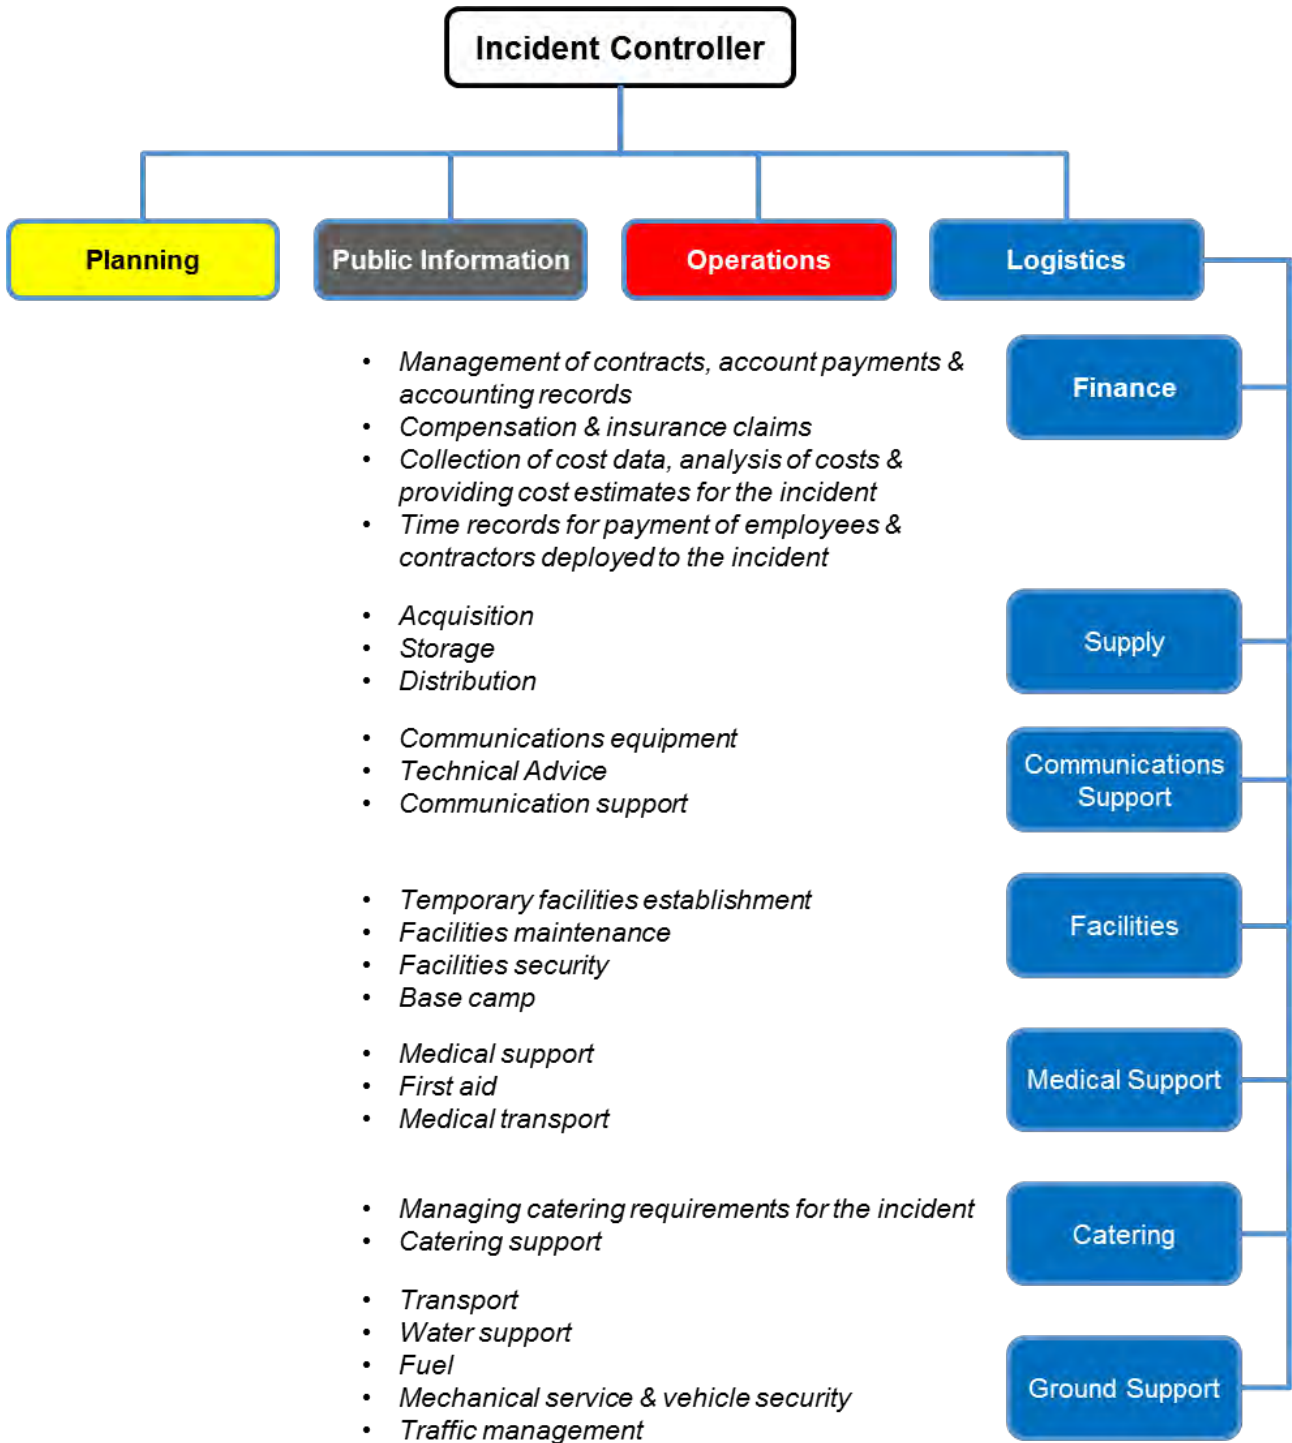 Incident Controller
Planning
Public Information
Operations
Logistics
• Management of contracts, account payments &
accounting records
• Compensation & insurance claims
• Collection of cost data, analysis of costs &
providing cost estimates for the incident
• Time records for payment of employees &
contractors deployed to the incident
Finance
• Acquisition
• Storage
• Distribution
Supply
• Communications equipment
• Technical Advice
• Communication support
Communications
Support
• Temporary facilities establishment
• Facilities maintenance
• Facilities security
• Base camp
Facilities
• Medical support
• First aid
• Medical transport
Medical Support
• Managing catering requirements for the incident
• Catering support
Catering
• Transport
• Water support
• Fuel
• Mechanical service & vehicle security
• Traffic management
Ground Support